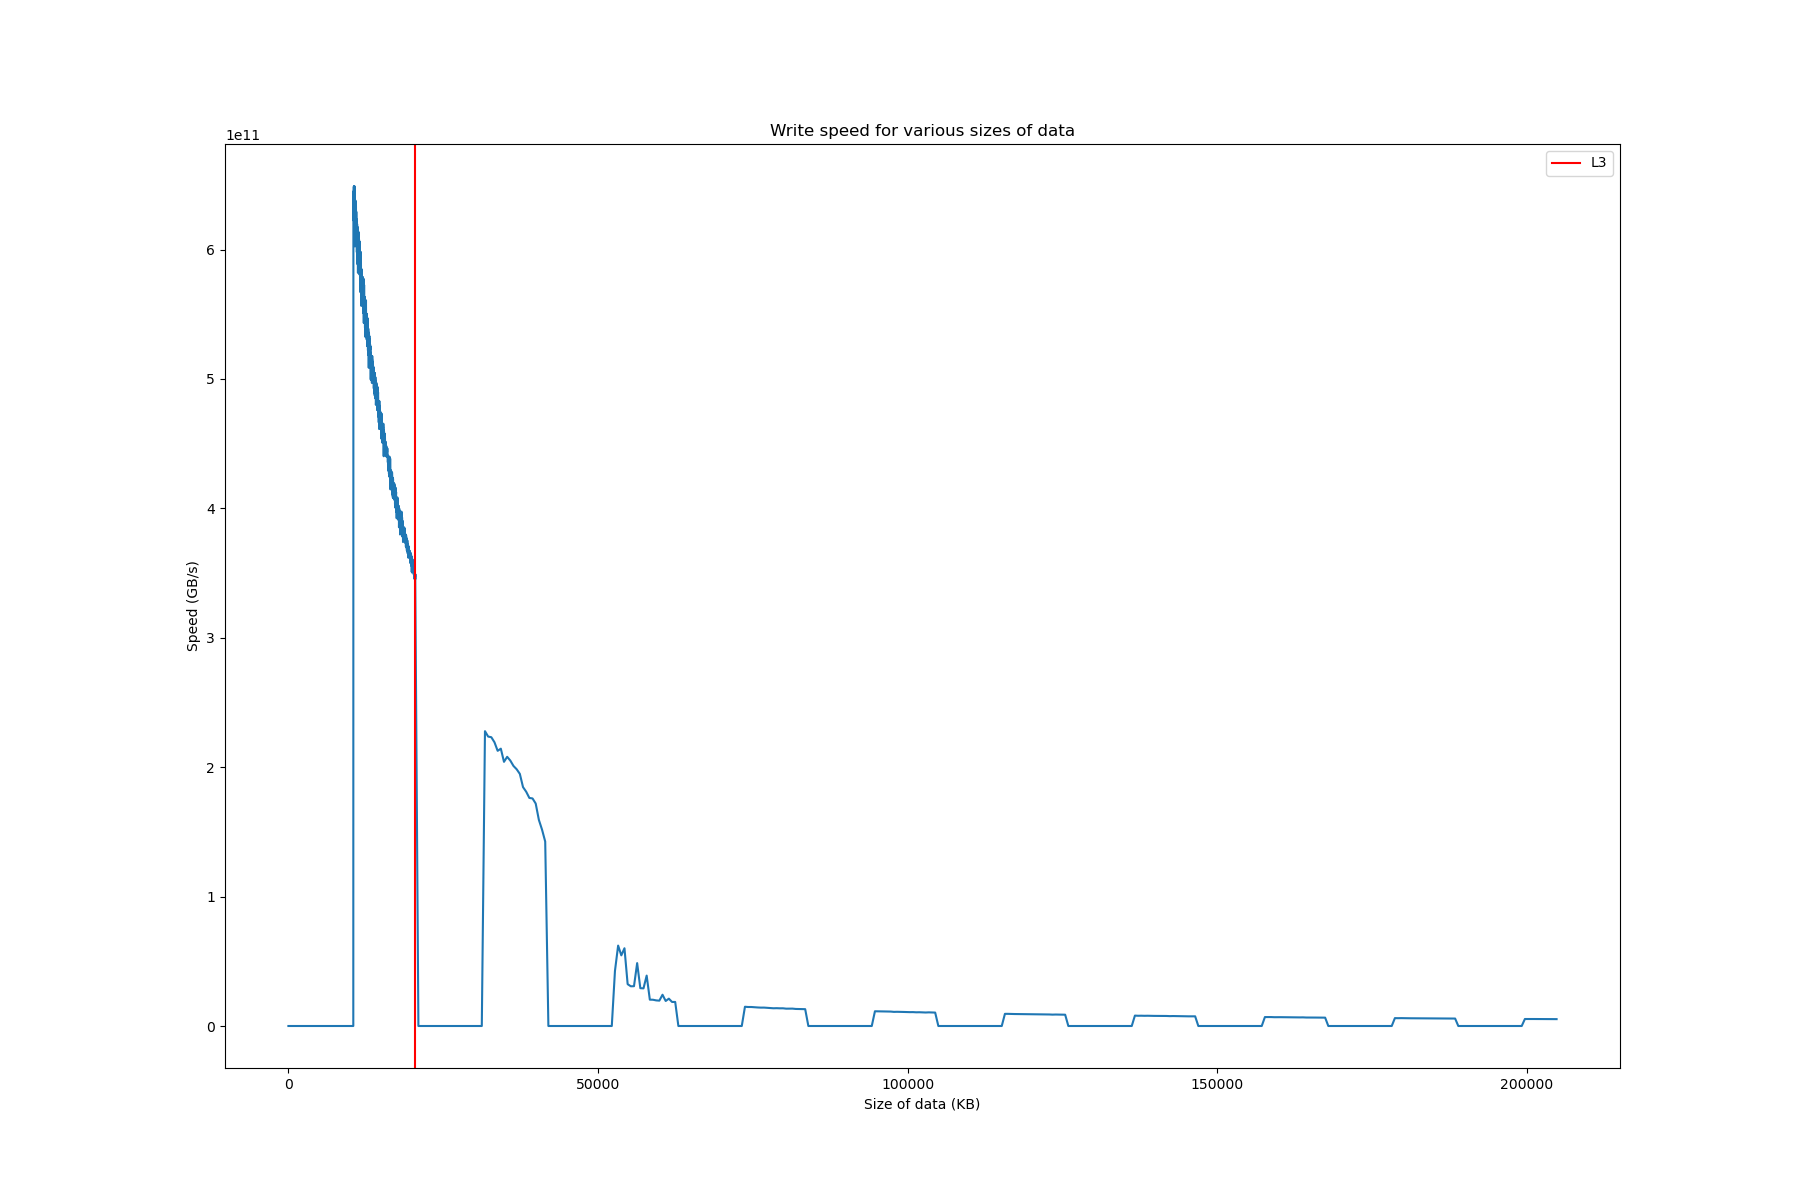 Write speed for various sizes of data
1e11
L3
6
5
4
3
2
1
0
Speed (GB/s)
0 50000 100000 150000 200000
Size of data (KB)